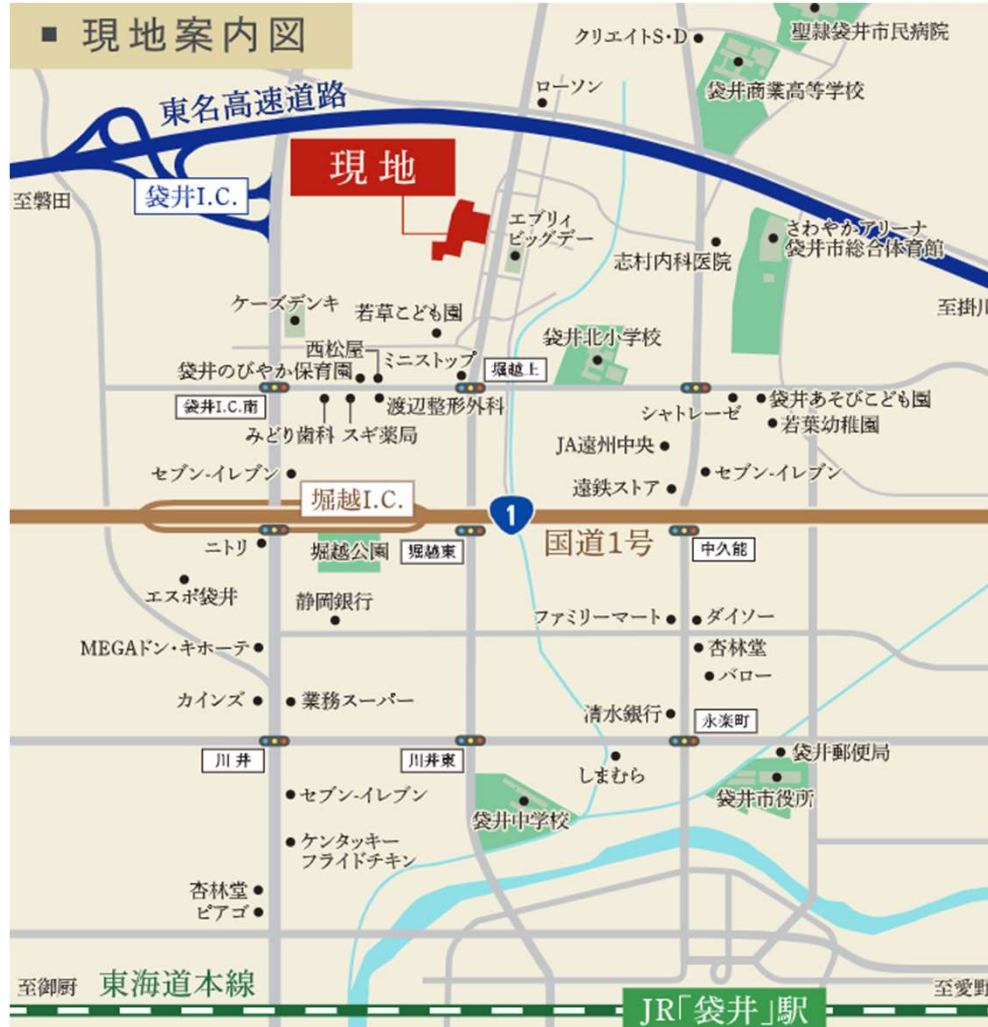 ■ 現地案内図
聖隷袋井市民病院
クリエイトS・D
袋井商業高等学校
ローソン
東名高速道路
現地
袋井I.C.
至磐田
エブリィ
ビッグデー
さわやかアリーナ
袋井市総合体育館
志村内科医院
至掛川
ケーズデンキ
若草こども園
袋井北小学校
西松屋
ミニストップ
堀越上
袋井のびやか保育園
袋井I.C.南
渡辺整形外科
シャトレーゼ
袋井あそびこども園
みどり歯科
スギ薬局
若葉幼稚園
JA遠州中央
セブン-イレブン
セブン-イレブン
遠鉄ストア
堀越I.C.
1
国道1号
ニトリ
堀越公園
堀越東
中久能
エスポ袋井
静岡銀行
ファミリーマート
ダイソー
MEGAドン・キホーテ
杏林堂
バロー
カインズ
業務スーパー
清水銀行
永楽町
川井
川井東
しまむら
袋井郵便局
セブン-イレブン
袋井中学校
袋井市役所
ケンタッキー
フライドチキン
杏林堂
ピアゴ
至御厨
東海道本線
至愛野
JR「袋井」駅